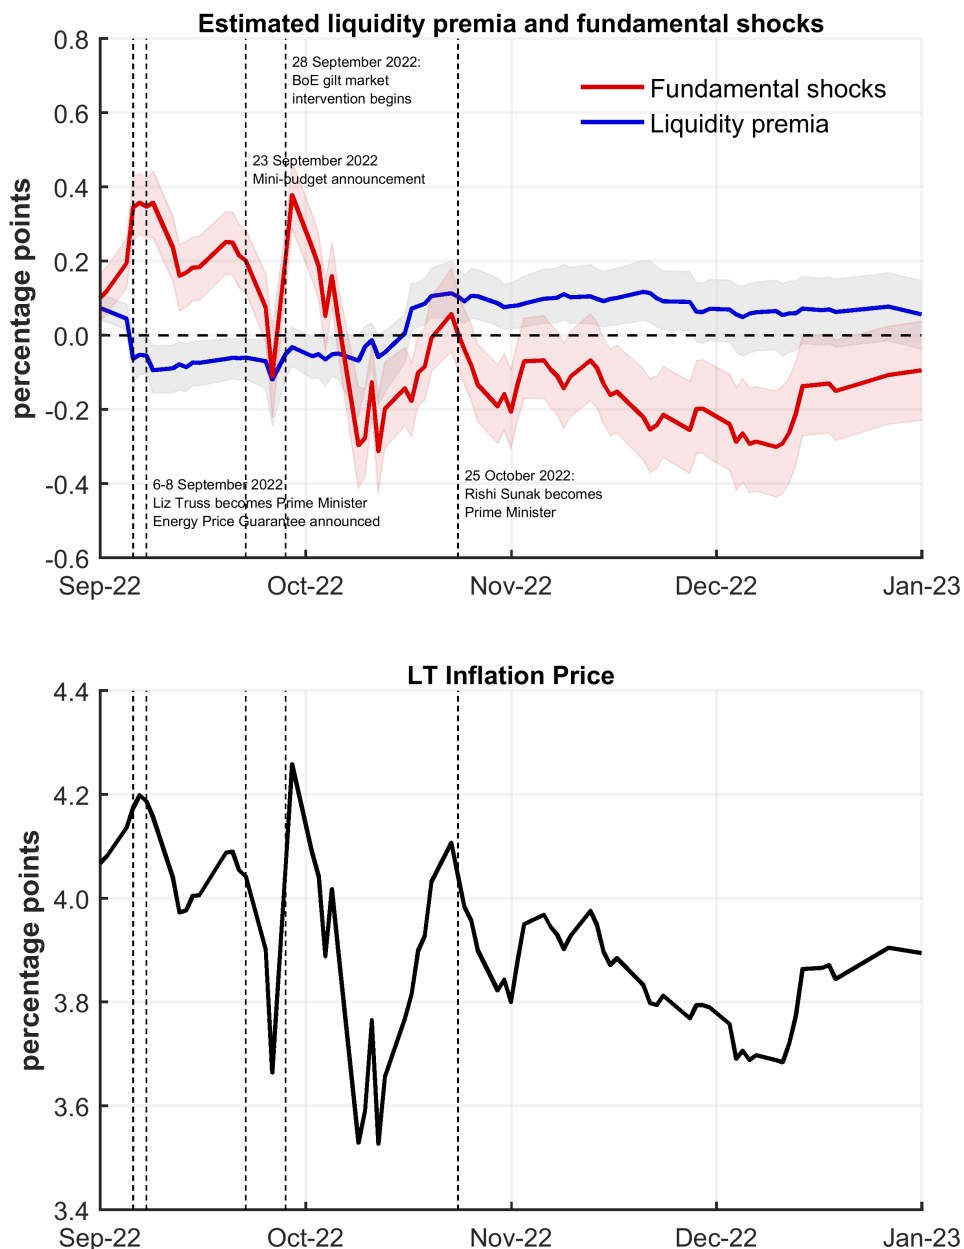 Estimated liquidity premia and fundamental shocks
percentage points
0.8
0.6
0.4
0.2
0.0
-0.2
-0.4
-0.6
28 September 2022:
BoE gilt market
intervention begins
Fundamental shocks
Liquidity premia
23 September 2022
Mini-budget announcement
6-8 September 2022
Liz Truss becomes Prime Minister
Energy Price Guarantee announced
25 October 2022:
Rishi Sunak becomes
Prime Minister
Sep-22 Oct-22 Nov-22 Dec-22 Jan-23
LT Inflation Price
percentage points
4.4
4.2
4.0
3.8
3.6
3.4
Sep-22 Oct-22 Nov-22 Dec-22 Jan-23